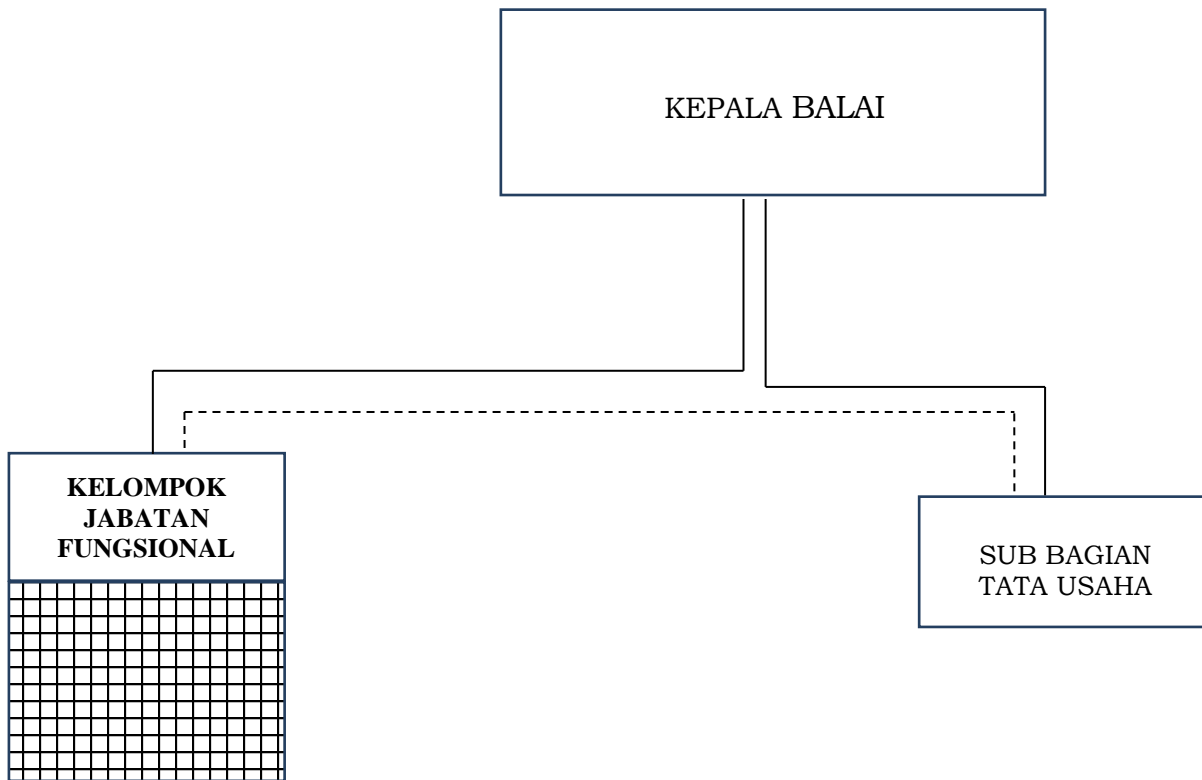 KEPALA BALAI
KELOMPOK
JABATAN
FUNGSIONAL
SUB BAGIAN
TATA USAHA